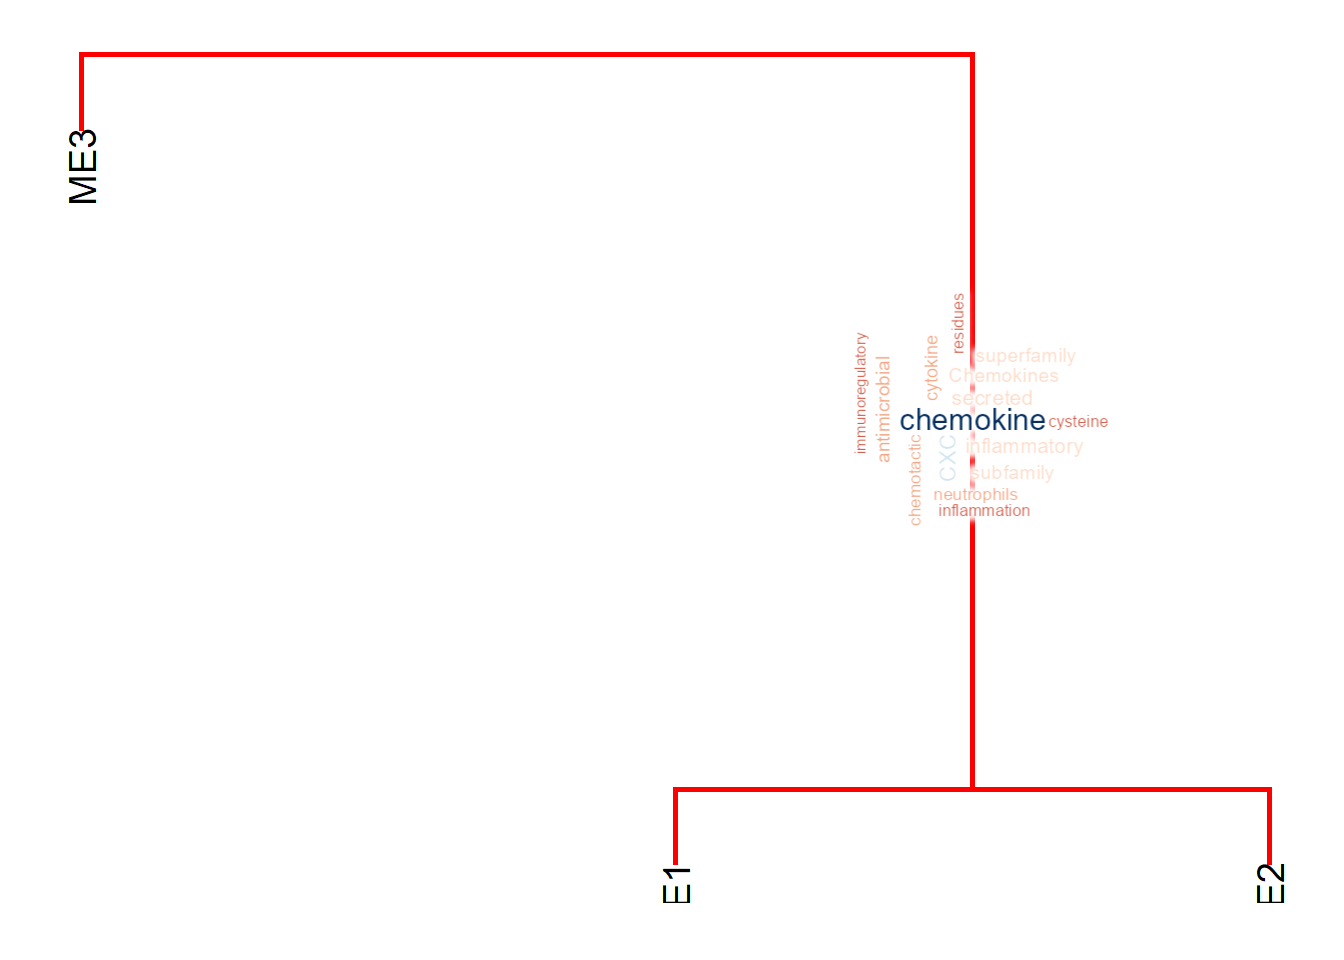 ME3
residues
immunoregulatory
antimicrobial
cytokine
superfamily
Chemokines
secreted
chemokine
cysteine
chemotactic
CXC
inflammatory
subfamily
neutrophils
inflammation
E1
E2